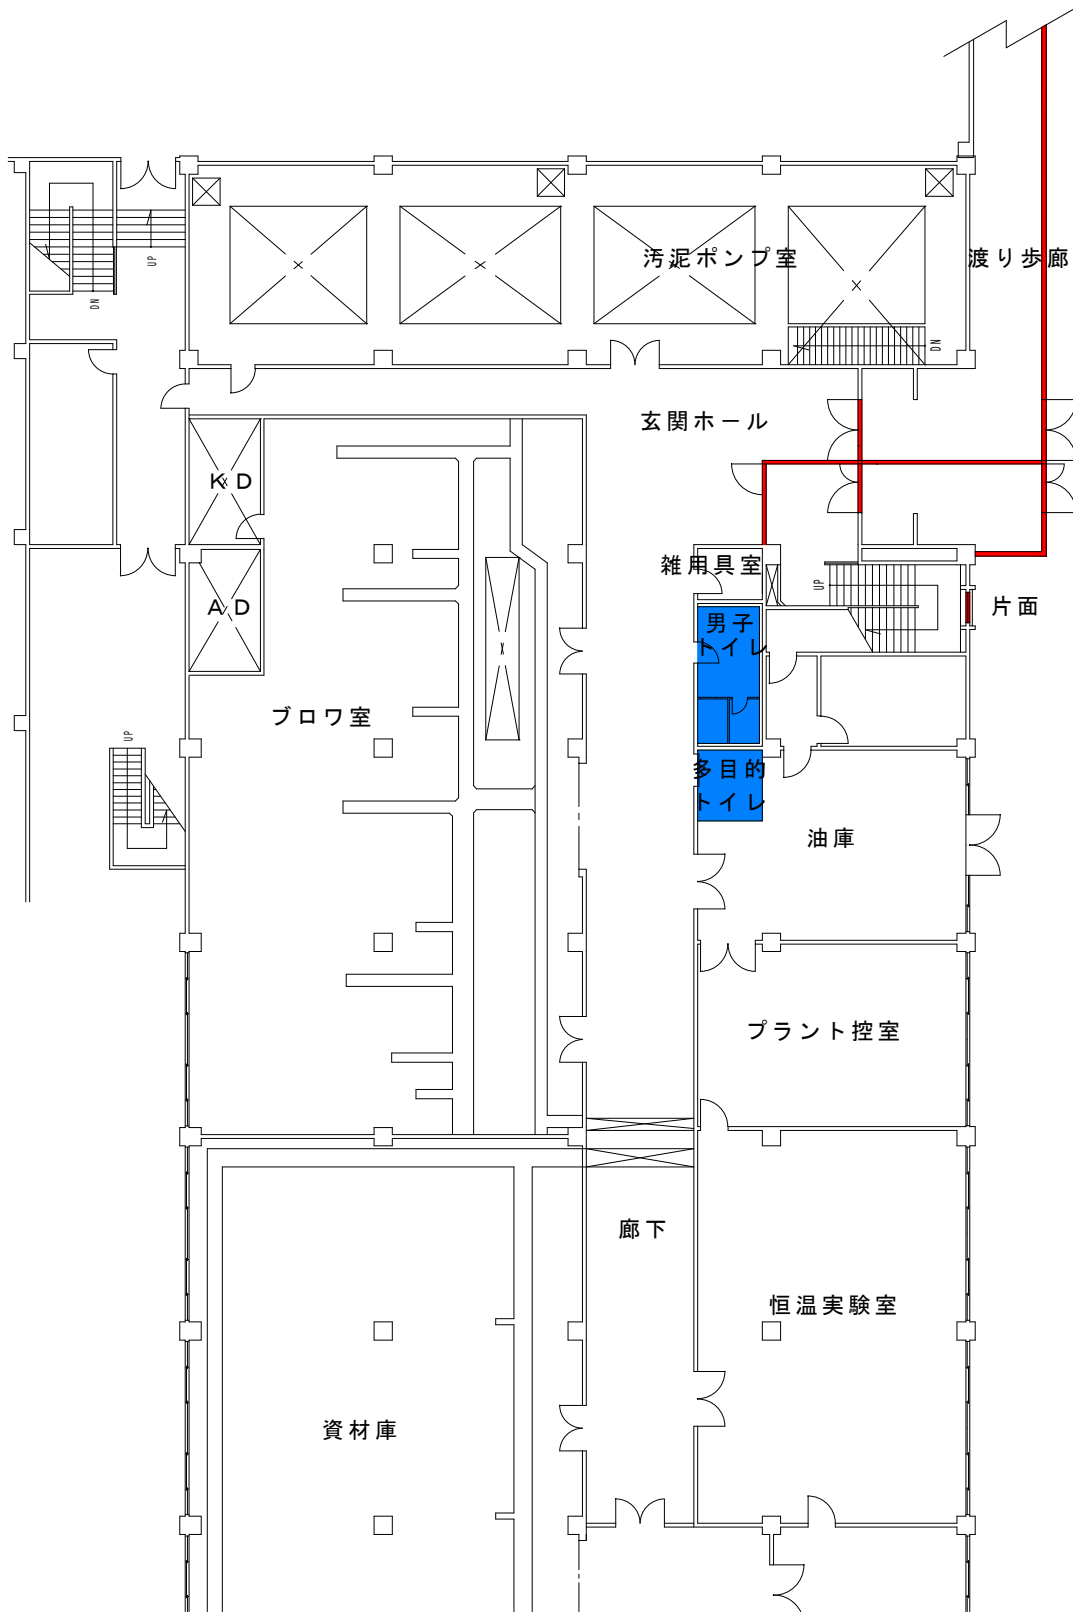 汚泥ポンプ室
渡り歩廊
UP
DN
DN
玄関ホール
KD
雑用具室
UP
AD
片面
男子
トイレ
ブロワ室
UP
多目的
トイレ
油庫
プラント控室
廊下
恒温実験室
資材庫